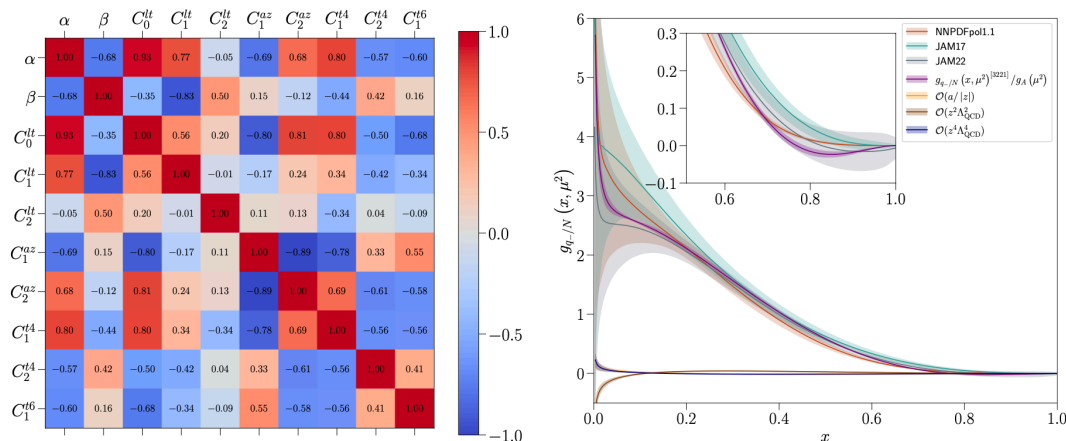 α β C_0^{lt} C_1^{lt} C_2^{lt} C_1^{az} C_2^{az} C_1^{t4} C_2^{t4} C_1^{t6}
α 1.00 −0.68 0.93 0.77 −0.05 −0.69 0.68 0.80 −0.57 −0.60
β −0.68 1.00 −0.35 −0.83 0.50 0.15 −0.12 −0.44 0.42 0.16
C_0^{lt} 0.93 −0.35 1.00 0.56 0.20 −0.80 0.81 0.80 −0.50 −0.68
C_1^{lt} 0.77 −0.83 0.56 1.00 −0.01 −0.17 0.24 0.34 −0.42 −0.34
C_2^{lt} −0.05 0.50 0.20 −0.01 1.00 0.11 0.13 −0.34 0.04 −0.09
C_1^{az} −0.69 0.15 −0.80 −0.17 0.11 1.00 −0.89 −0.78 0.33 0.55
C_2^{az} 0.68 −0.12 0.81 0.24 0.13 −0.89 1.00 0.69 −0.61 −0.58
C_1^{t4} 0.80 −0.44 0.80 0.34 −0.34 −0.78 0.69 1.00 −0.56 −0.56
C_2^{t4} −0.57 0.42 −0.50 −0.42 0.04 0.33 −0.61 −0.56 1.00 0.41
C_1^{t6} −0.60 0.16 −0.68 −0.34 −0.09 0.55 −0.58 −0.56 0.41 1.00
1.0
0.5
0.0
−0.5
−1.0
g_{q_−/N} (x, μ²)
6
5
4
3
2
1
0
0.0 0.2 0.4 0.6 0.8 1.0
x
0.3
0.2
0.1
0.0
−0.1
0.6 0.8 1.0
NNPDFpol1.1
JAM17
JAM22
g_{q_−/N} (x, μ²)^{[3221]}/g_A (μ²)
𝒪(a/|z|)
𝒪(z²Λ²_{QCD})
𝒪(z⁴Λ⁴_{QCD})